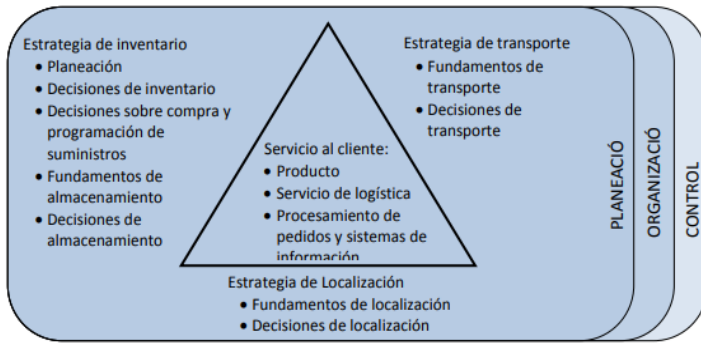 Estrategia de inventario
• Planeación
• Decisiones de inventario
• Decisiones sobre compra y
programación de
suministros
• Fundamentos de
almacenamiento
• Decisiones de
almacenamiento
Estrategia de transporte
• Fundamentos de
transporte
• Decisiones de
transporte
Servicio al cliente:
• Producto
• Servicio de logística
• Procesamiento de
pedidos y sistemas de
información
Estrategia de Localización
• Fundamentos de localización
• Decisiones de localización
PLANEACIÓ
ORGANIZACIÓ
CONTROL